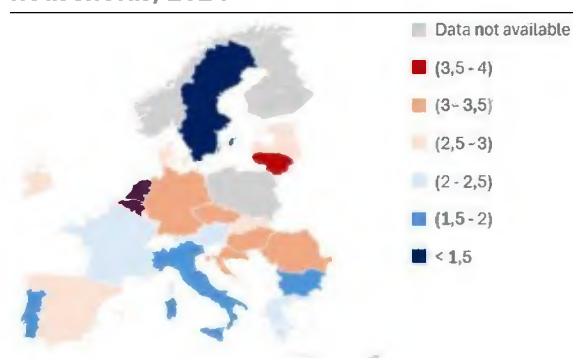 Data not available
(3,5 - 4)
(3 - 3,5)
(2,5 - 3)
(2 - 2,5)
(1,5 - 2)
< 1,5